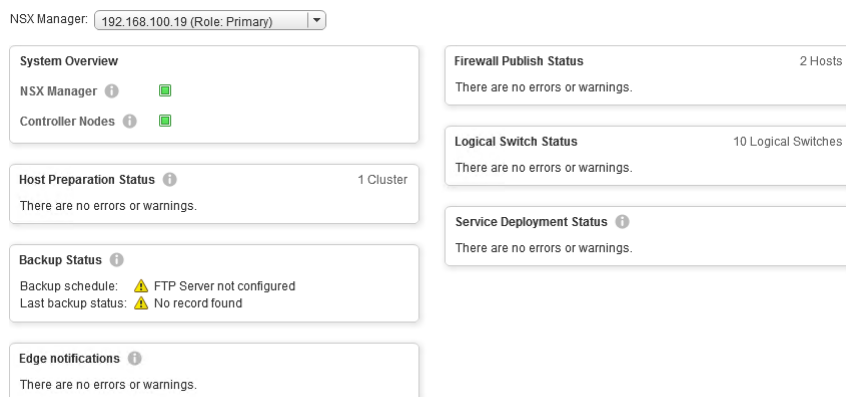 NSX Manager: 192.168.100.19 (Role: Primary)
System Overview
NSX Manager
Controller Nodes
Host Preparation Status 1 Cluster
There are no errors or warnings.
Backup Status
Backup schedule: FTP Server not configured
Last backup status: No record found
Edge notifications
There are no errors or warnings.
Firewall Publish Status 2 Hosts
There are no errors or warnings.
Logical Switch Status 10 Logical Switches
There are no errors or warnings.
Service Deployment Status
There are no errors or warnings.